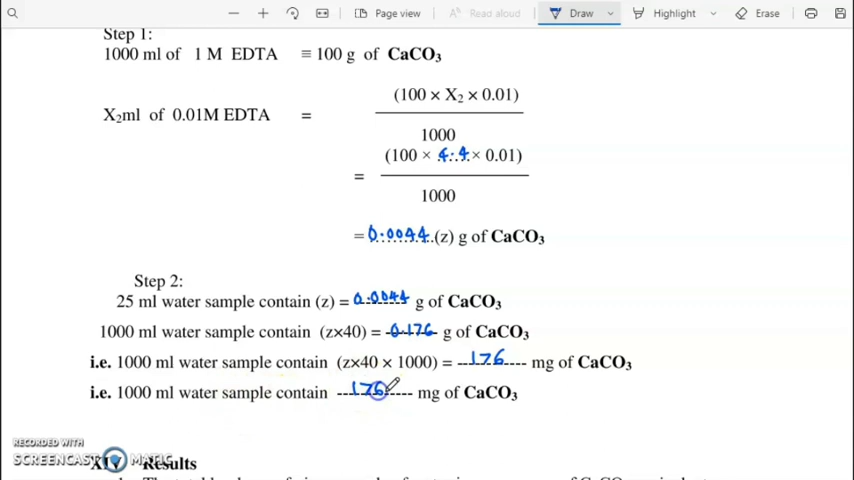 Page view Read aloud Draw Highlight Erase
Step 1:
1000 ml of 1 M EDTA ≡ 100 g of CaCO3
(100 × X2 × 0.01)
X2ml of 0.01M EDTA =
1000
(100 × 4.4 × 0.01)
=
1000
= 0.0044 (z) g of CaCO3
Step 2:
25 ml water sample contain (z) = 0.0044 g of CaCO3
1000 ml water sample contain (z×40) = 0.176 g of CaCO3
i.e. 1000 ml water sample contain (z×40 × 1000) = 176 mg of CaCO3
i.e. 1000 ml water sample contain 176 mg of CaCO3
RECORDED WITH
SCREENCAST MATIC
XIV Results